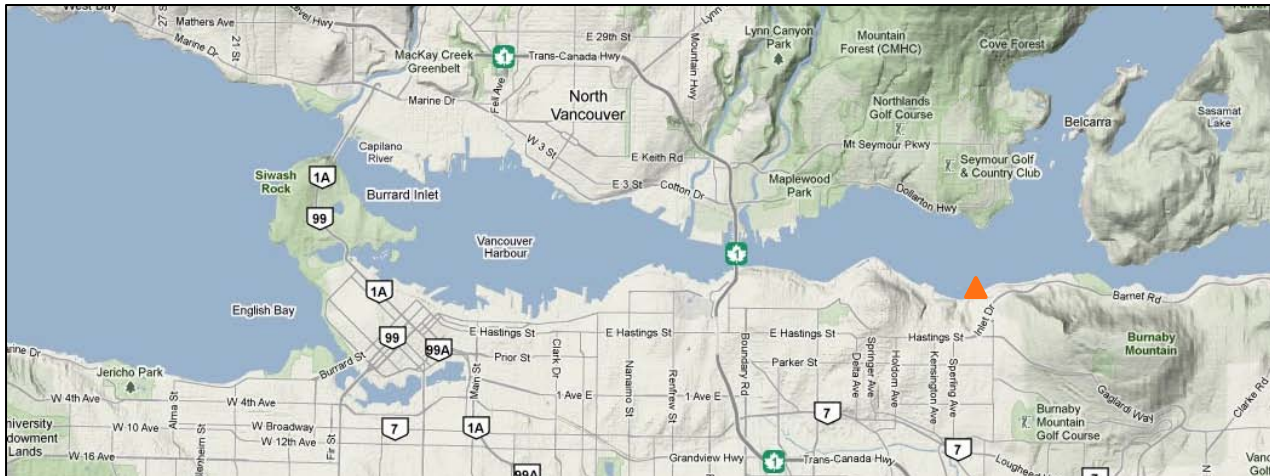 West Bay
27 St
Mathers Ave
Level Hwy
21 St
Marine Dr
MacKay Creek
Greenbelt
1
Trans-Canada Hwy
Fell Ave
Marine Dr
North
Vancouver
W 3 St
E 29th St
Mountain Hwy
Lynn
Lynn Canyon
Park
Mountain
Forest (CMHC)
Cove Forest
Northlands
Golf Course
Belcarra
Sasamat
Lake
Mt Seymour Pkwy
Seymour Golf
& Country Club
Capilano
River
E Keith Rd
E 3 St
Cotton Dr
Maplewood
Park
Dollarton Hwy
Siwash
Rock
1A
99
Burrard Inlet
Vancouver
Harbour
1
English Bay
1A
99
99A
Burrard St
E Hastings St
Prior St
Main St
Clark Dr
E Hastings St
Nanaimo St
Renfrew St
1 Ave E
1 Ave E
Boundary Rd
E Hastings St
Parker St
Springer Ave
Delta Ave
Holdom Ave
Kensington Ave
Sperling Ave
Hastings St
Inlet Dr
Barnet Rd
Burnaby
Mountain
Gaglardi Way
Clarke Rd
Burnaby
Mountain
Golf Course
Jericho Park
W 4th Ave
Alma St
W 4th Ave
W 10 Ave
W Broadway
W 12th Ave
W 16 Ave
Fir St
7
1A
99A
Grandview Hwy
1
Trans-Canada Hwy
7
7
7
Lougheed